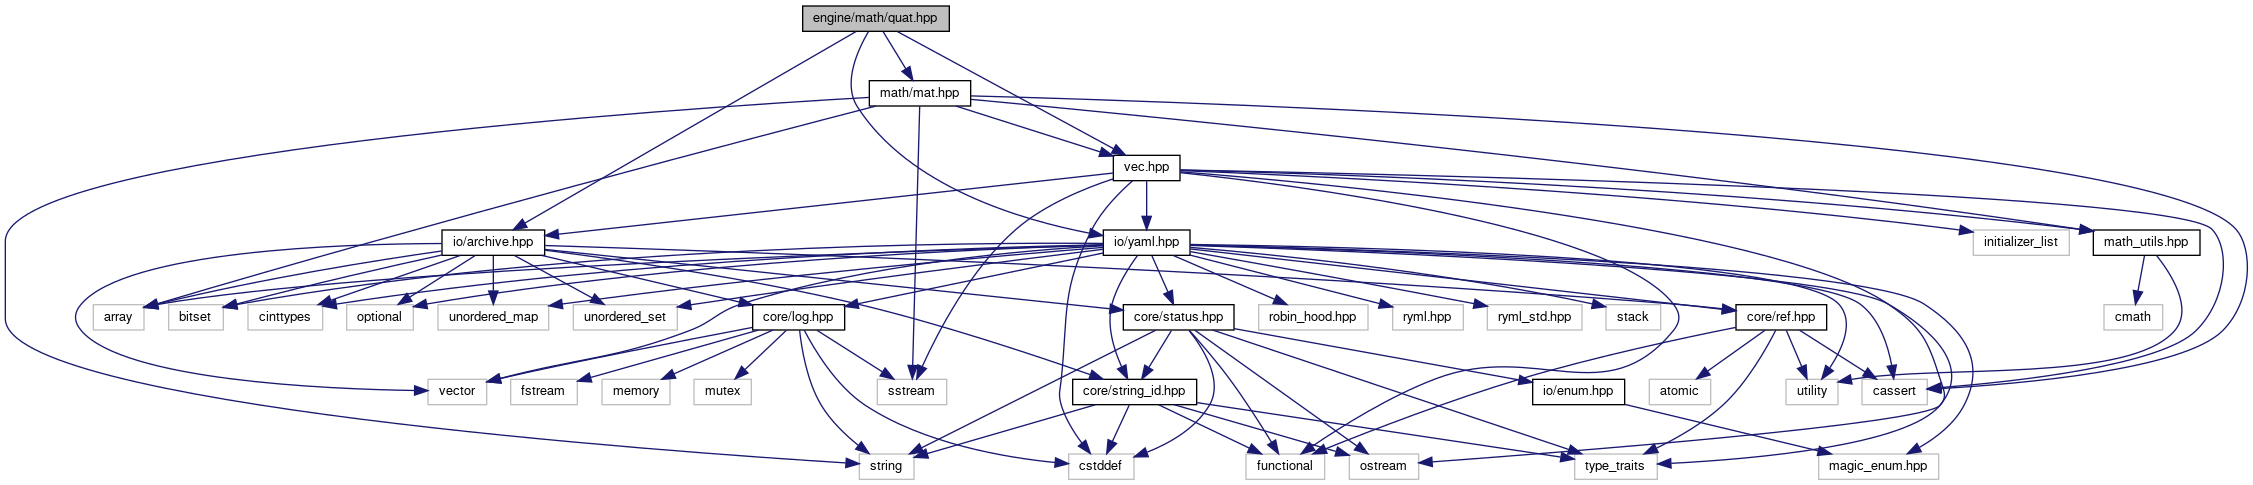 engine/math/quat.hpp
math/mat.hpp
vec.hpp
io/archive.hpp
io/yaml.hpp
initializer_list
math_utils.hpp
array
bitset
cinttypes
optional
unordered_map
unordered_set
core/log.hpp
core/status.hpp
robin_hood.hpp
ryml.hpp
ryml_std.hpp
stack
core/ref.hpp
cmath
vector
fstream
memory
mutex
sstream
core/string_id.hpp
io/enum.hpp
atomic
utility
cassert
string
cstddef
functional
ostream
type_traits
magic_enum.hpp